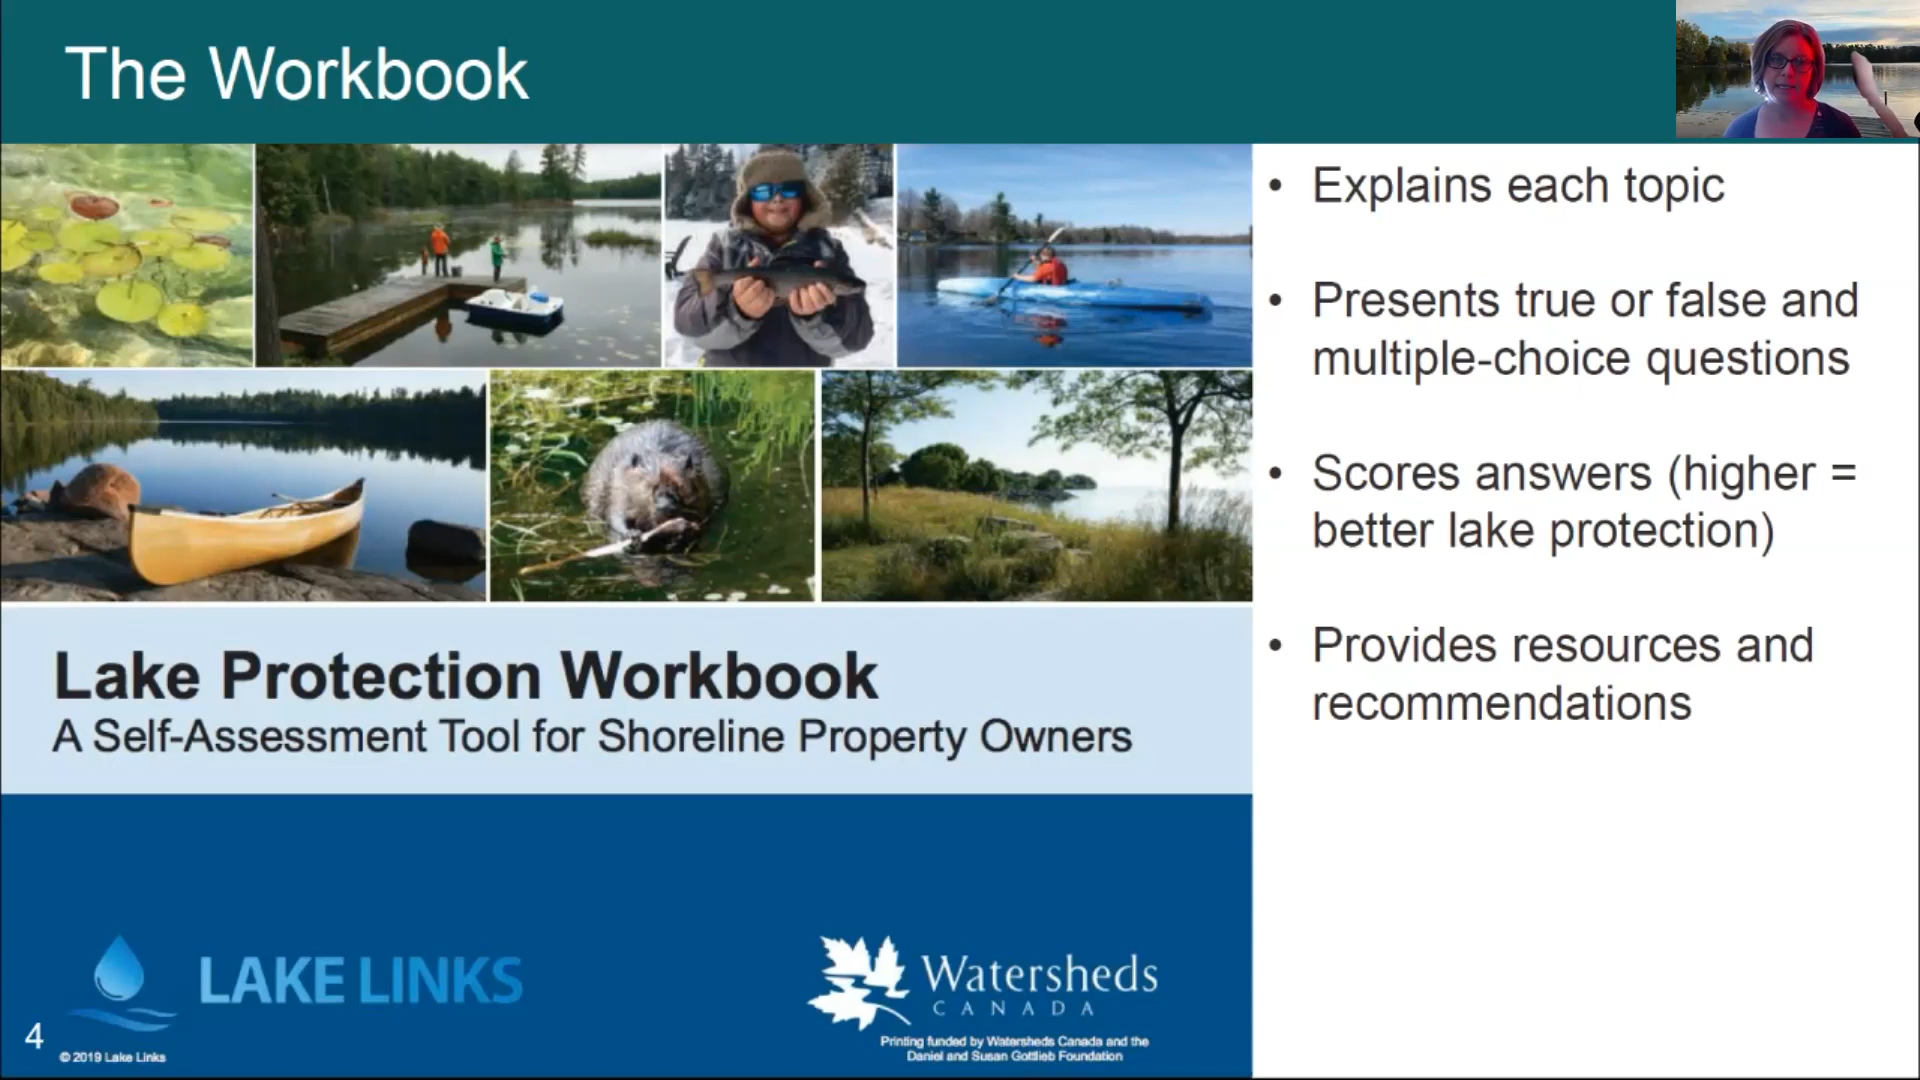 The Workbook
• Explains each topic
• Presents true or false and
multiple-choice questions
• Scores answers (higher =
better lake protection)
• Provides resources and
recommendations
Lake Protection Workbook
A Self-Assessment Tool for Shoreline Property Owners
LAKE LINKS
Watersheds
CANADA
Printing funded by Watersheds Canada and the
Daniel and Susan Gottlieb Foundation
4
© 2019 Lake Links